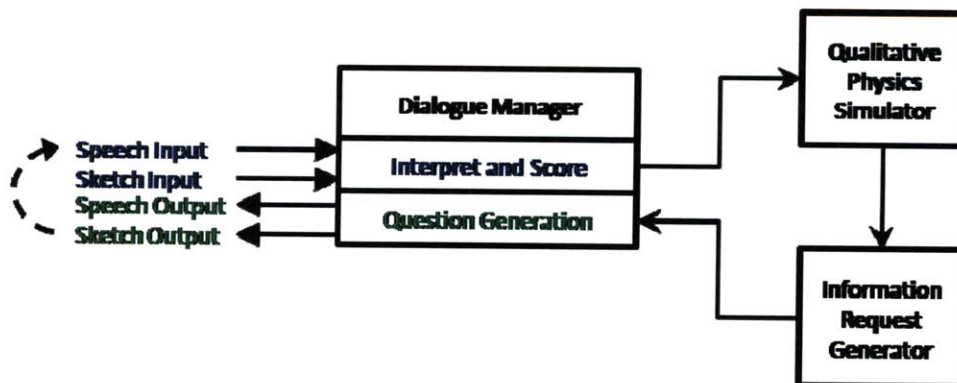 Qualitative
Physics
Simulator
Dialogue Manager
Speech Input
Interpret and Score
Sketch Input
Speech Output
Question Generation
Sketch Output
Information
Request
Generator